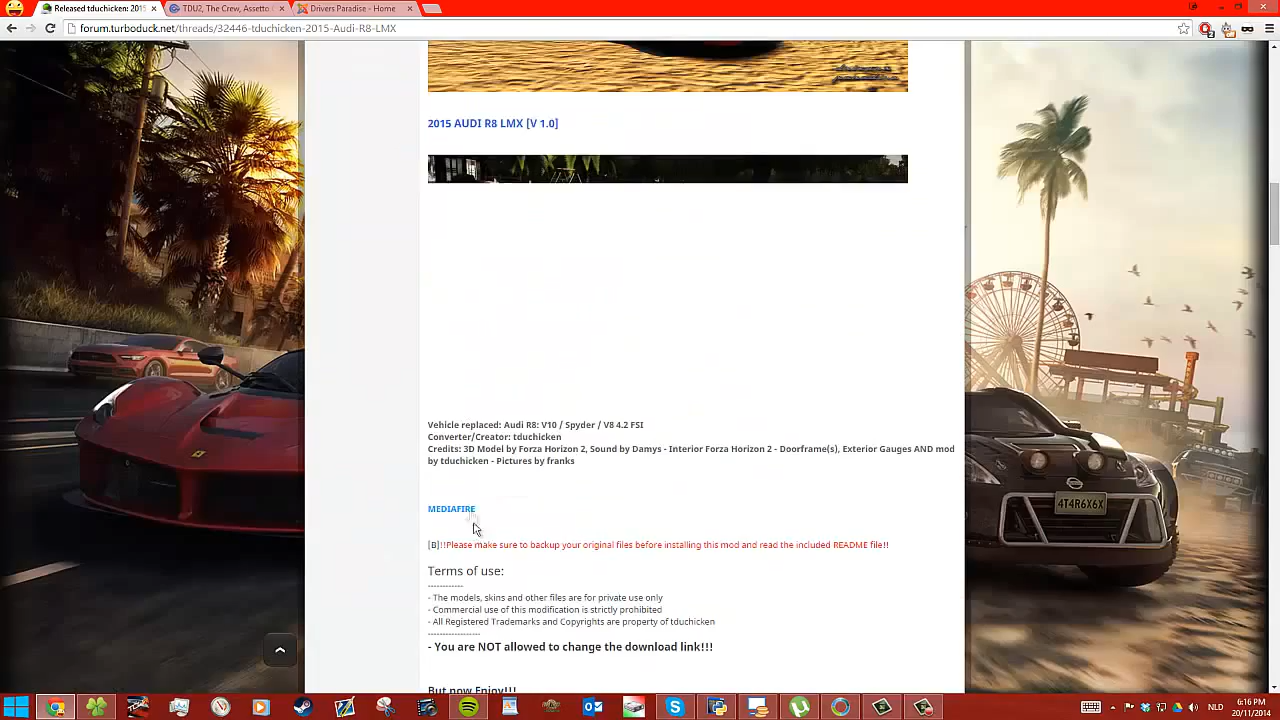 Released tduchicken: 2015
TDU2, The Crew, Assetto
Drivers Paradise - Home
forum.turboduck.net/threads/32446-tduchicken-2015-Audi-R8-LMX
2015 AUDI R8 LMX [V 1.0]
Vehicle replaced: Audi R8: V10 / Spyder / V8 4.2 FSI
Converter/Creator: tduchicken
Credits: 3D Model by Forza Horizon 2, Sound by Damys - Interior Forza Horizon 2 - Doorframe(s), Exterior Gauges AND mod
by tduchicken - Pictures by franks
MEDIAFIRE
[B]!!Please make sure to backup your original files before installing this mod and read the included README file!!
Terms of use:
------------
- The models, skins and other files are for private use only
- Commercial use of this modification is strictly prohibited
- All Registered Trademarks and Copyrights are property of tduchicken
------------------
- You are NOT allowed to change the download link!!!
But now Enjoy!!!
4T4R6X6X
NLD
6:16 PM
20/11/2014